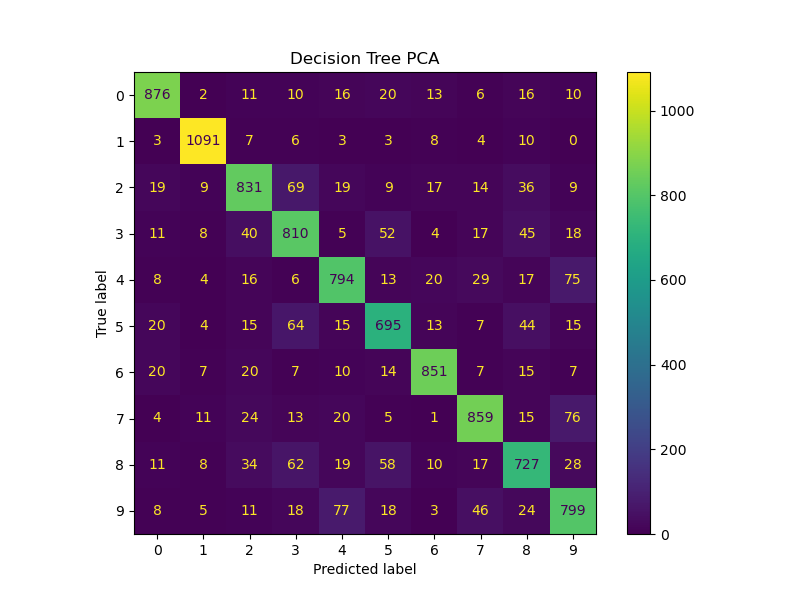 Decision Tree PCA
0 876 2 11 10 16 20 13 6 16 10
1 3 1091 7 6 3 3 8 4 10 0
2 19 9 831 69 19 9 17 14 36 9
3 11 8 40 810 5 52 4 17 45 18
4 8 4 16 6 794 13 20 29 17 75
5 20 4 15 64 15 695 13 7 44 15
6 20 7 20 7 10 14 851 7 15 7
7 4 11 24 13 20 5 1 859 15 76
8 11 8 34 62 19 58 10 17 727 28
9 8 5 11 18 77 18 3 46 24 799
0 1 2 3 4 5 6 7 8 9
Predicted label
True label
1000
800
600
400
200
0